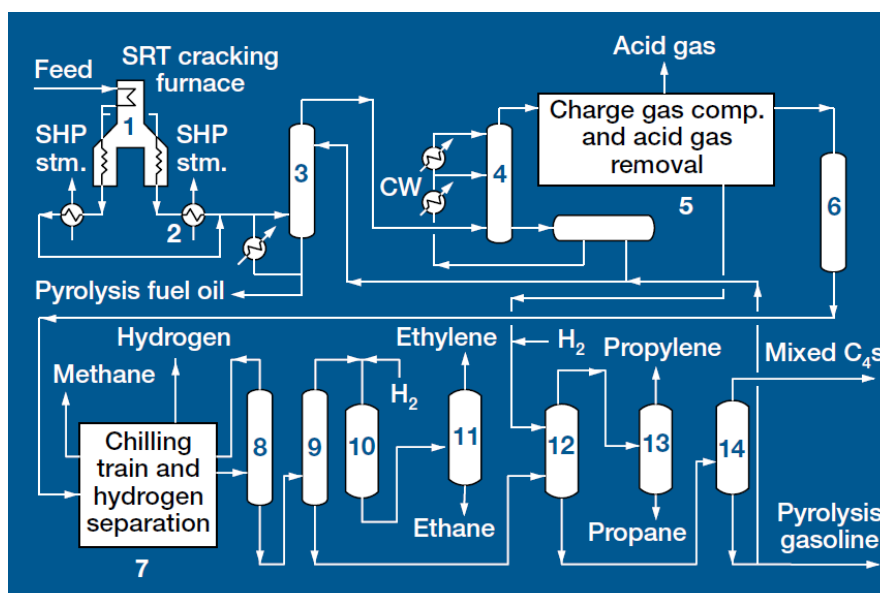 Acid gas
SRT cracking
furnace
Feed
1
Charge gas comp.
and acid gas
removal
SHP
stm.
SHP
stm.
3
4
CW
5
6
2
Pyrolysis fuel oil
Hydrogen
Ethylene
H2
Propylene
Mixed C4s
Methane
H2
Chilling
train and
hydrogen
separation
8
9
10
11
12
13
14
Ethane
Propane
Pyrolysis
gasoline
7